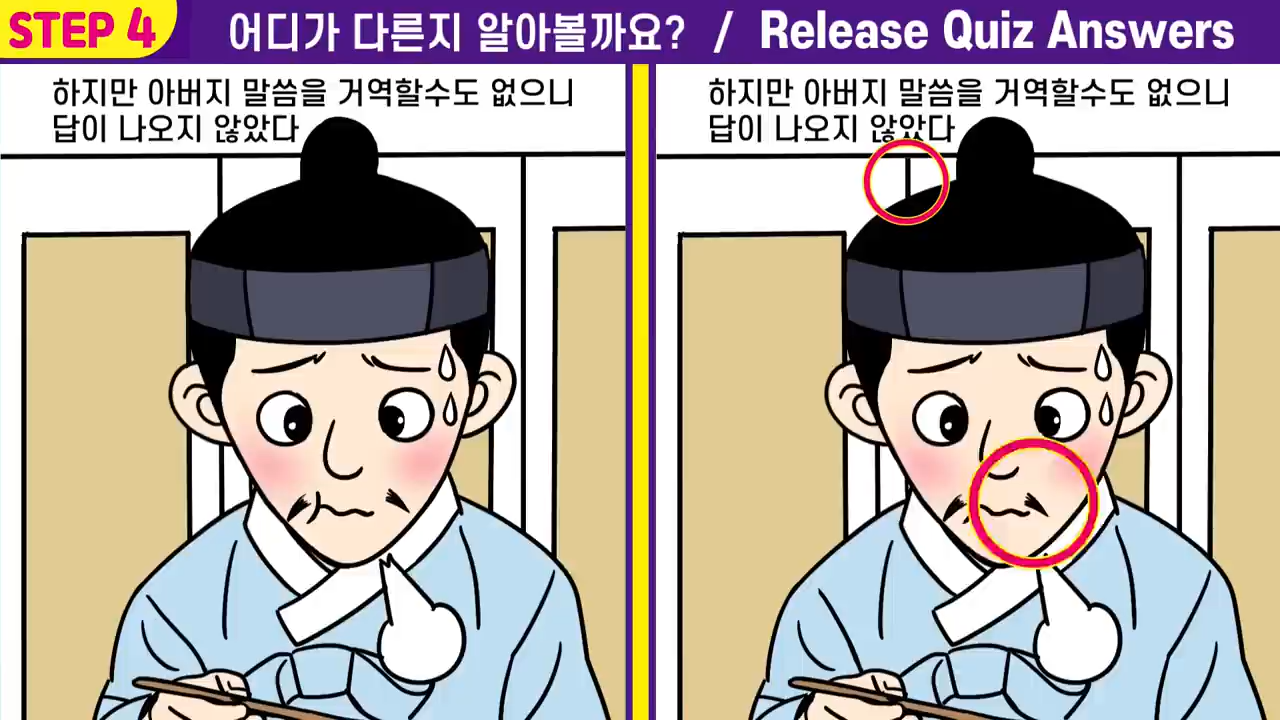 STEP 4
어디가 다른지 알아볼까요? / Release Quiz Answers
하지만 아버지 말씀을 거역할수도 없으니
답이 나오지 않았다
하지만 아버지 말씀을 거역할수도 없으니
답이 나오지 않았다